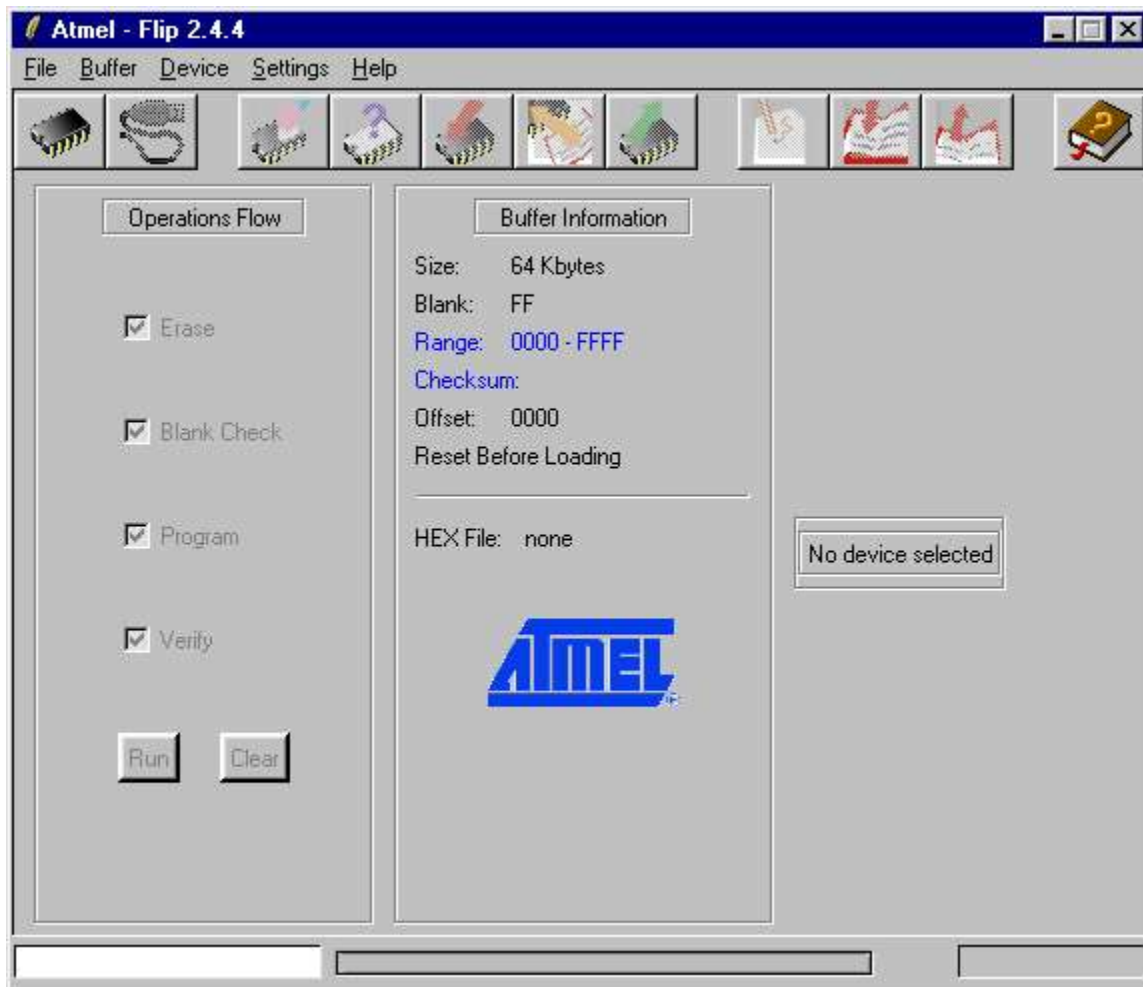 Atmel - Flip 2.4.4
File Buffer Device Settings Help
Operations Flow
Erase
Blank Check
Program
Verify
Run Clear
Buffer Information
Size: 64 Kbytes
Blank: FF
Range: 0000 - FFFF
Checksum:
Offset: 0000
Reset Before Loading
HEX File: none
ATMEL
No device selected